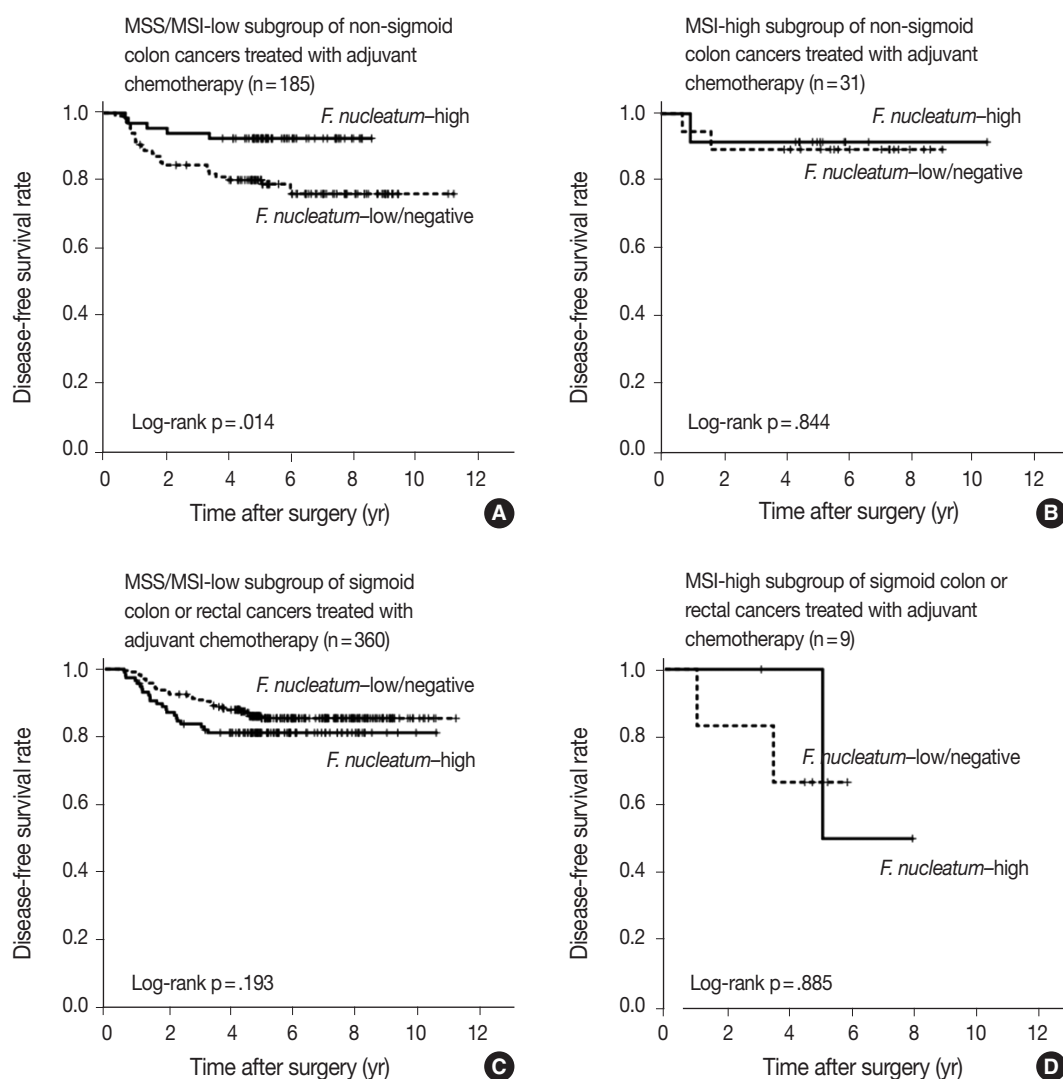 MSS/MSI-low subgroup of non-sigmoid
colon cancers treated with adjuvant
chemotherapy (n=185)
1.0
0.8
0.6
0.4
0.2
0.0
Disease-free survival rate
F. nucleatum–high
F. nucleatum–low/negative
Log-rank p=.014
0 2 4 6 8 10 12
Time after surgery (yr)
A
MSI-high subgroup of non-sigmoid
colon cancers treated with adjuvant
chemotherapy (n=31)
1.0
0.8
0.6
0.4
0.2
0.0
Disease-free survival rate
F. nucleatum–high
F. nucleatum–low/negative
Log-rank p=.844
0 2 4 6 8 10 12
Time after surgery (yr)
B
MSS/MSI-low subgroup of sigmoid
colon or rectal cancers treated with
adjuvant chemotherapy (n=360)
1.0
0.8
0.6
0.4
0.2
0.0
Disease-free survival rate
F. nucleatum–low/negative
F. nucleatum–high
Log-rank p=.193
0 2 4 6 8 10 12
Time after surgery (yr)
C
MSI-high subgroup of sigmoid colon or
rectal cancers treated with adjuvant
chemotherapy (n=9)
1.0
0.8
0.6
0.4
0.2
0.0
Disease-free survival rate
F. nucleatum–low/negative
F. nucleatum–high
Log-rank p=.885
0 2 4 6 8 10 12
Time after surgery (yr)
D